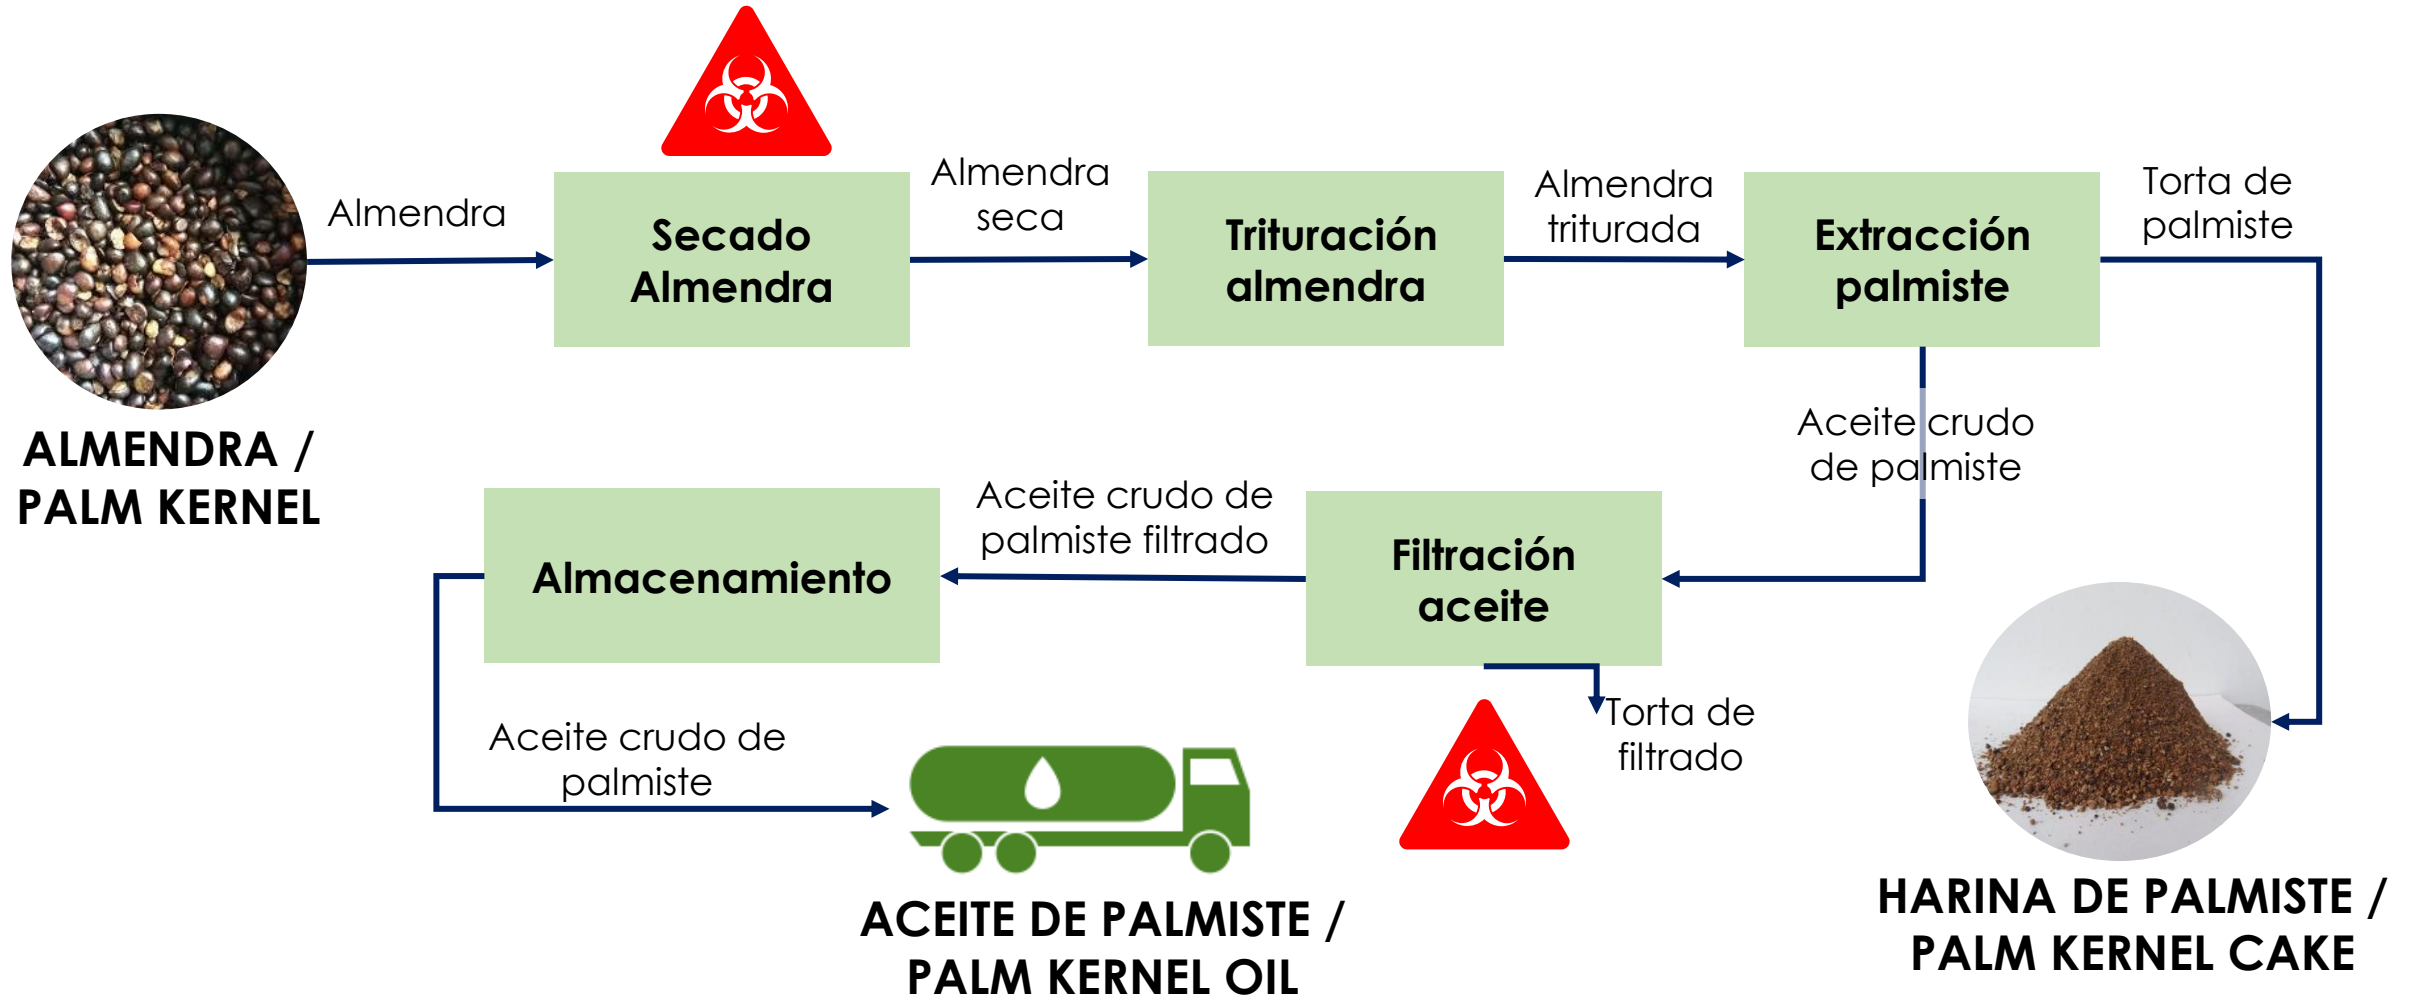 Almendra
Secado
Almendra
Almendra
seca
Trituración
almendra
Almendra
triturada
Extracción
palmiste
Torta de
palmiste
ALMENDRA /
PALM KERNEL
Aceite crudo
de palmiste
Filtración
aceite
Aceite crudo de
palmiste filtrado
Almacenamiento
Torta de
filtrado
Aceite crudo de
palmiste
ACEITE DE PALMISTE /
PALM KERNEL OIL
HARINA DE PALMISTE /
PALM KERNEL CAKE